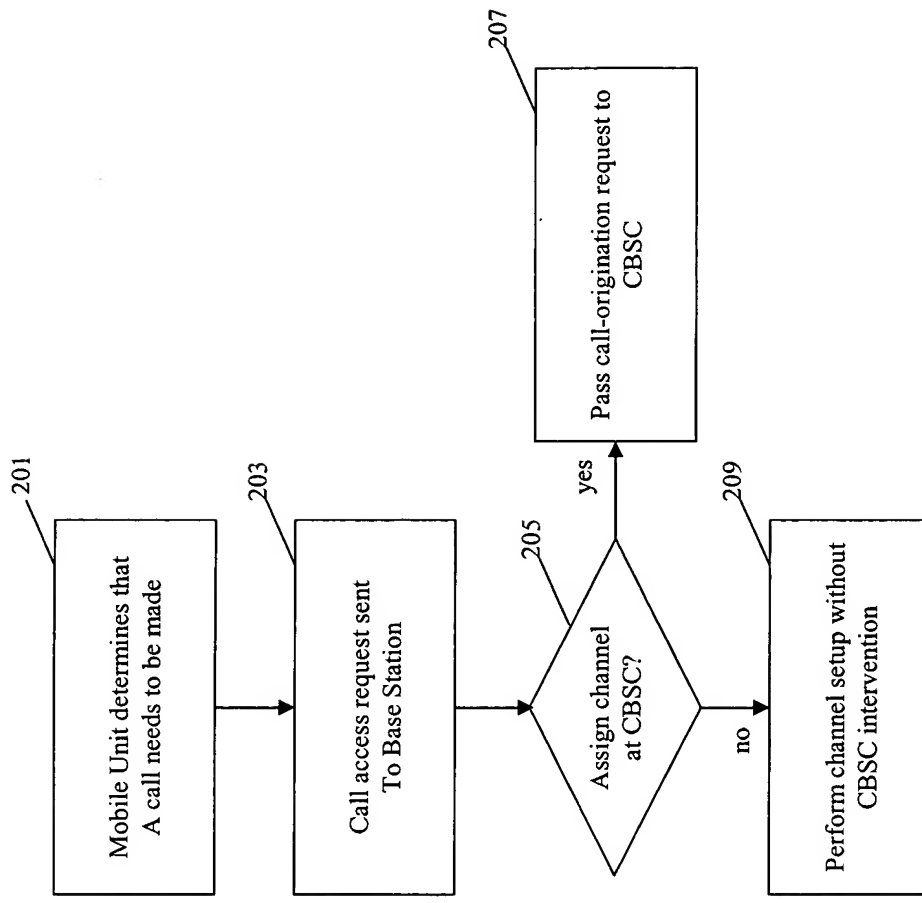 201
Mobile Unit determines that
A call needs to be made
203
Call access request sent
To Base Station
205
Assign channel
at CBSC?
yes
207
Pass call-origination request to
CBSC
no
209
Perform channel setup without
CBSC intervention